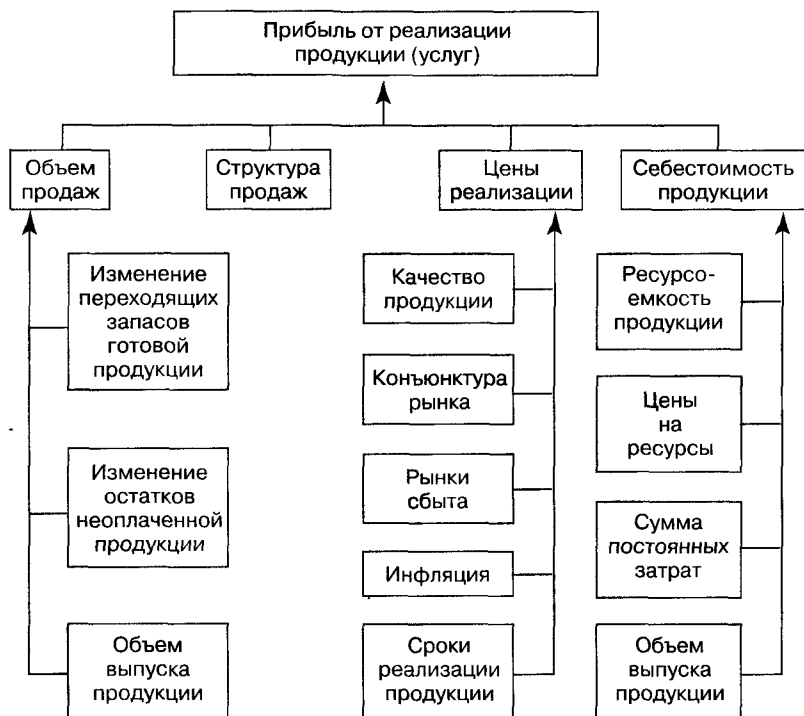 Прибыль от реализации
продукции (услуг)
Объем
продаж
Структура
продаж
Цены
реализации
Себестоимость
продукции
Изменение
переходящих
запасов
готовой
продукции
Изменение
остатков
неоплаченной
продукции
Объем
выпуска
продукции
Качество
продукции
Конъюнктура
рынка
Рынки
сбыта
Инфляция
Сроки
реализации
продукции
Ресурсо-
емкость
продукции
Цены
на
ресурсы
Сумма
постоянных
затрат
Объем
выпуска
продукции